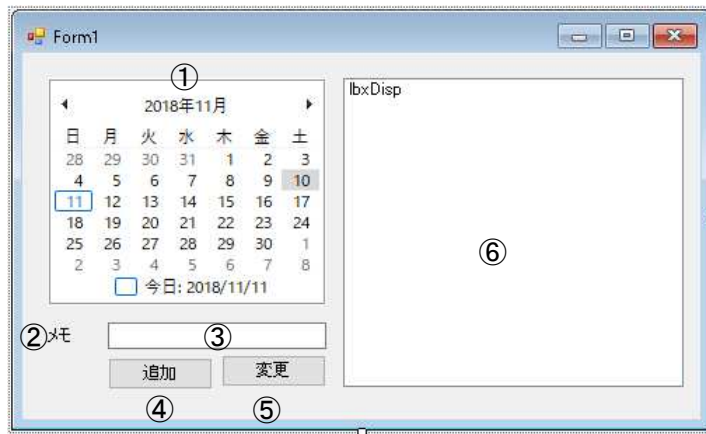 Form1
①
2018年11月
日 月 火 水 木 金 土
28 29 30 31 1 2 3
4 5 6 7 8 9 10
11 12 13 14 15 16 17
18 19 20 21 22 23 24
25 26 27 28 29 30 1
2 3 4 5 6 7 8
今日: 2018/11/11
②メモ ③
追加 変更
④ ⑤
lbxDisp
⑥